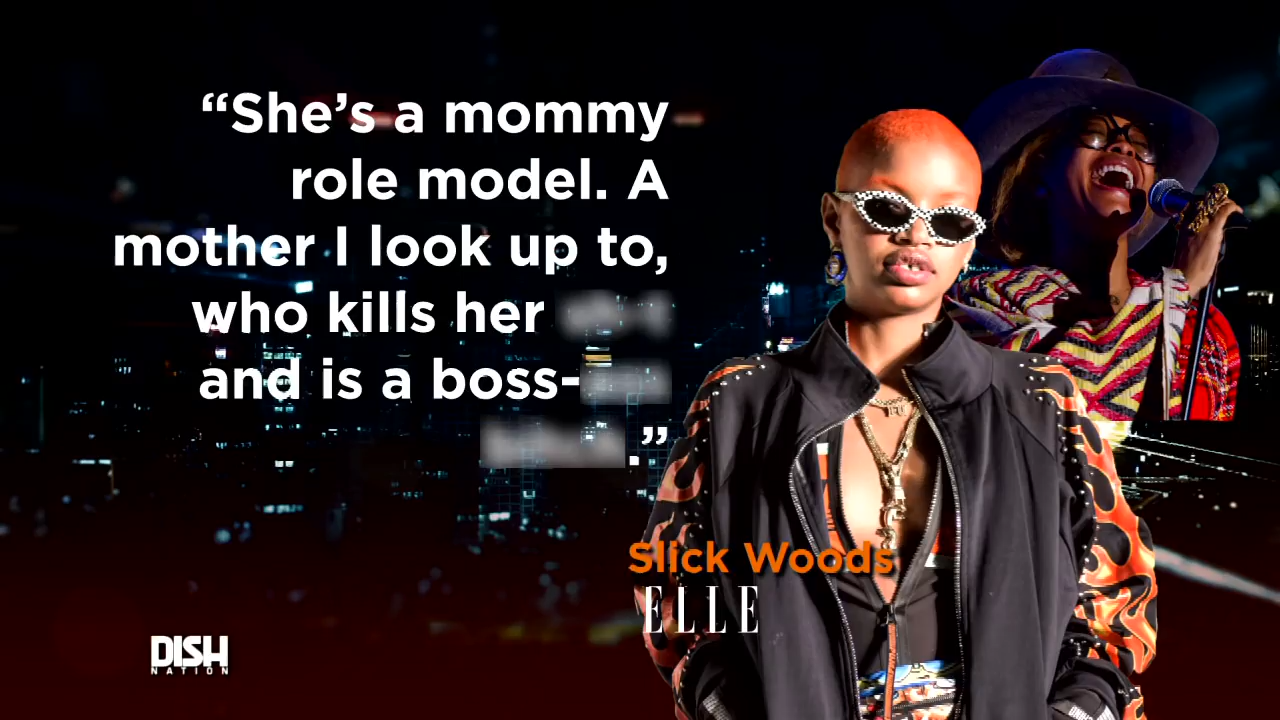 “She’s a mommy
role model. A
mother I look up to,
who kills her
and is a boss-
.”
Slick Woods
ELLE
DISH
NATION